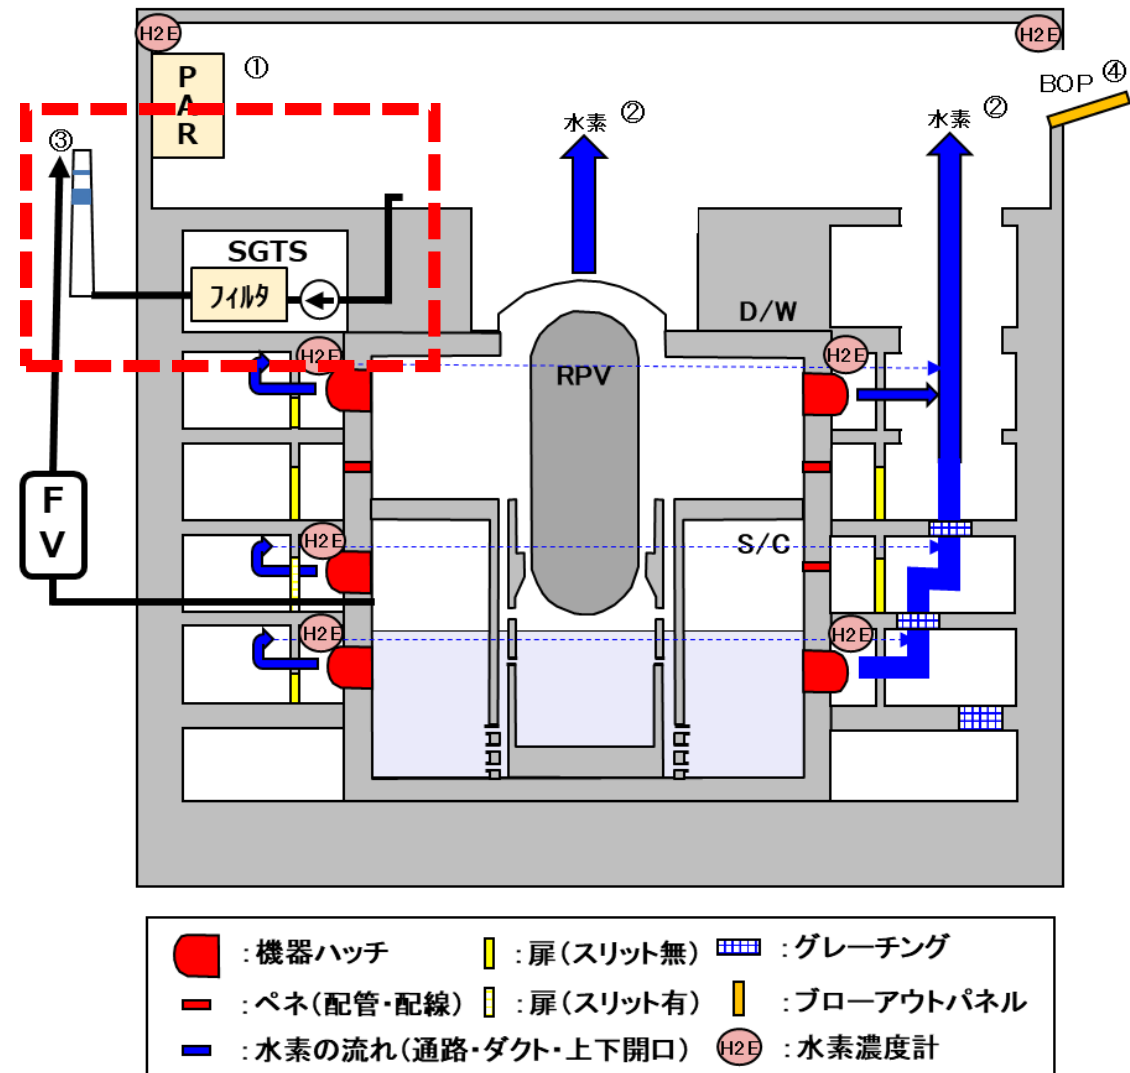 H2E
H2E
PAR
①
BOP ④
水素 ②
水素 ②
③
SGTS
フィルタ
D/W
H2E
H2E
RPV
FV
H2E
S/C
H2E
H2E
:機器ハッチ
:扉(スリット無)
:グレーチング
:ペネ(配管・配線)
:扉(スリット有)
:ブローアウトパネル
:水素の流れ(通路・ダクト・上下開口)
H2E :水素濃度計